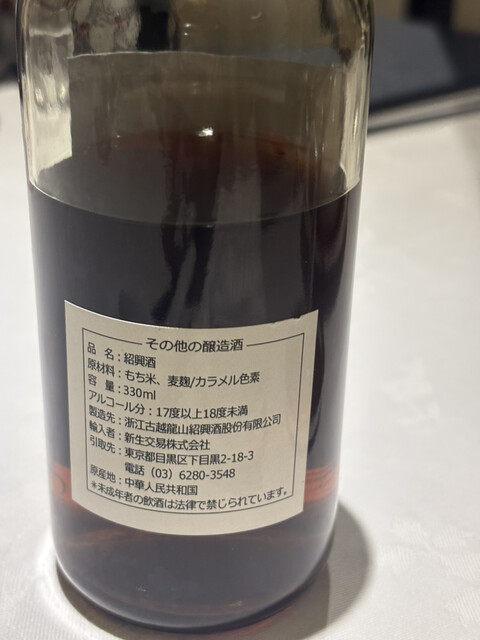 その他の醸造酒
品 名：紹興酒
原材料：もち米、麦麹/カラメル色素
容 量：330ml
アルコール分：17度以上18度未満
製造先：浙江古越龍山紹興酒股份有限公司
輸入者：新生交易株式会社
引取先：東京都目黒区下目黒2-18-3
電話（03）6280-3548
原産地：中華人民共和国
＊未成年者の飲酒は法律で禁じられています。